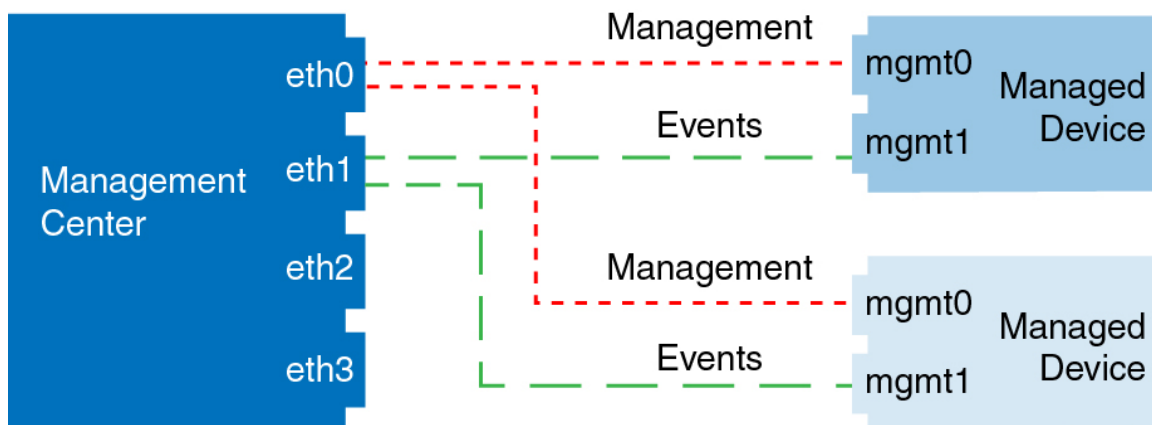 Management
Center
eth0
eth1
eth2
eth3
Management
Events
Management
Events
mgmt0
mgmt1
Managed
Device
mgmt0
mgmt1
Managed
Device